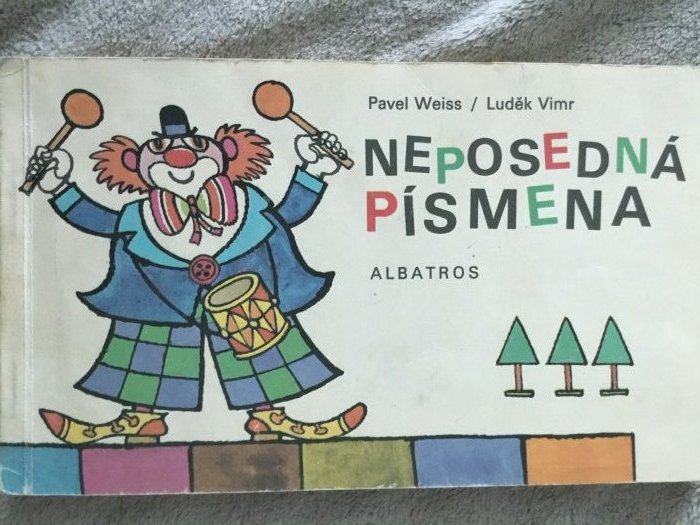 Pavel Weiss / Luděk Vimr
NEPOSEDNÁ
PÍSMENA
ALBATROS